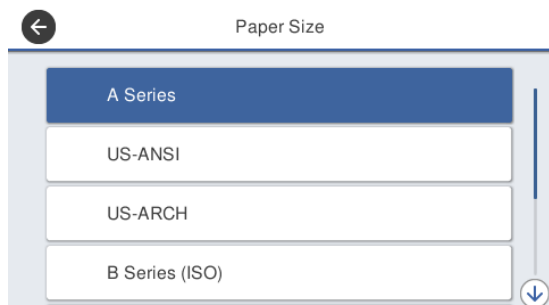 Paper Size
A Series
US-ANSI
US-ARCH
B Series (ISO)